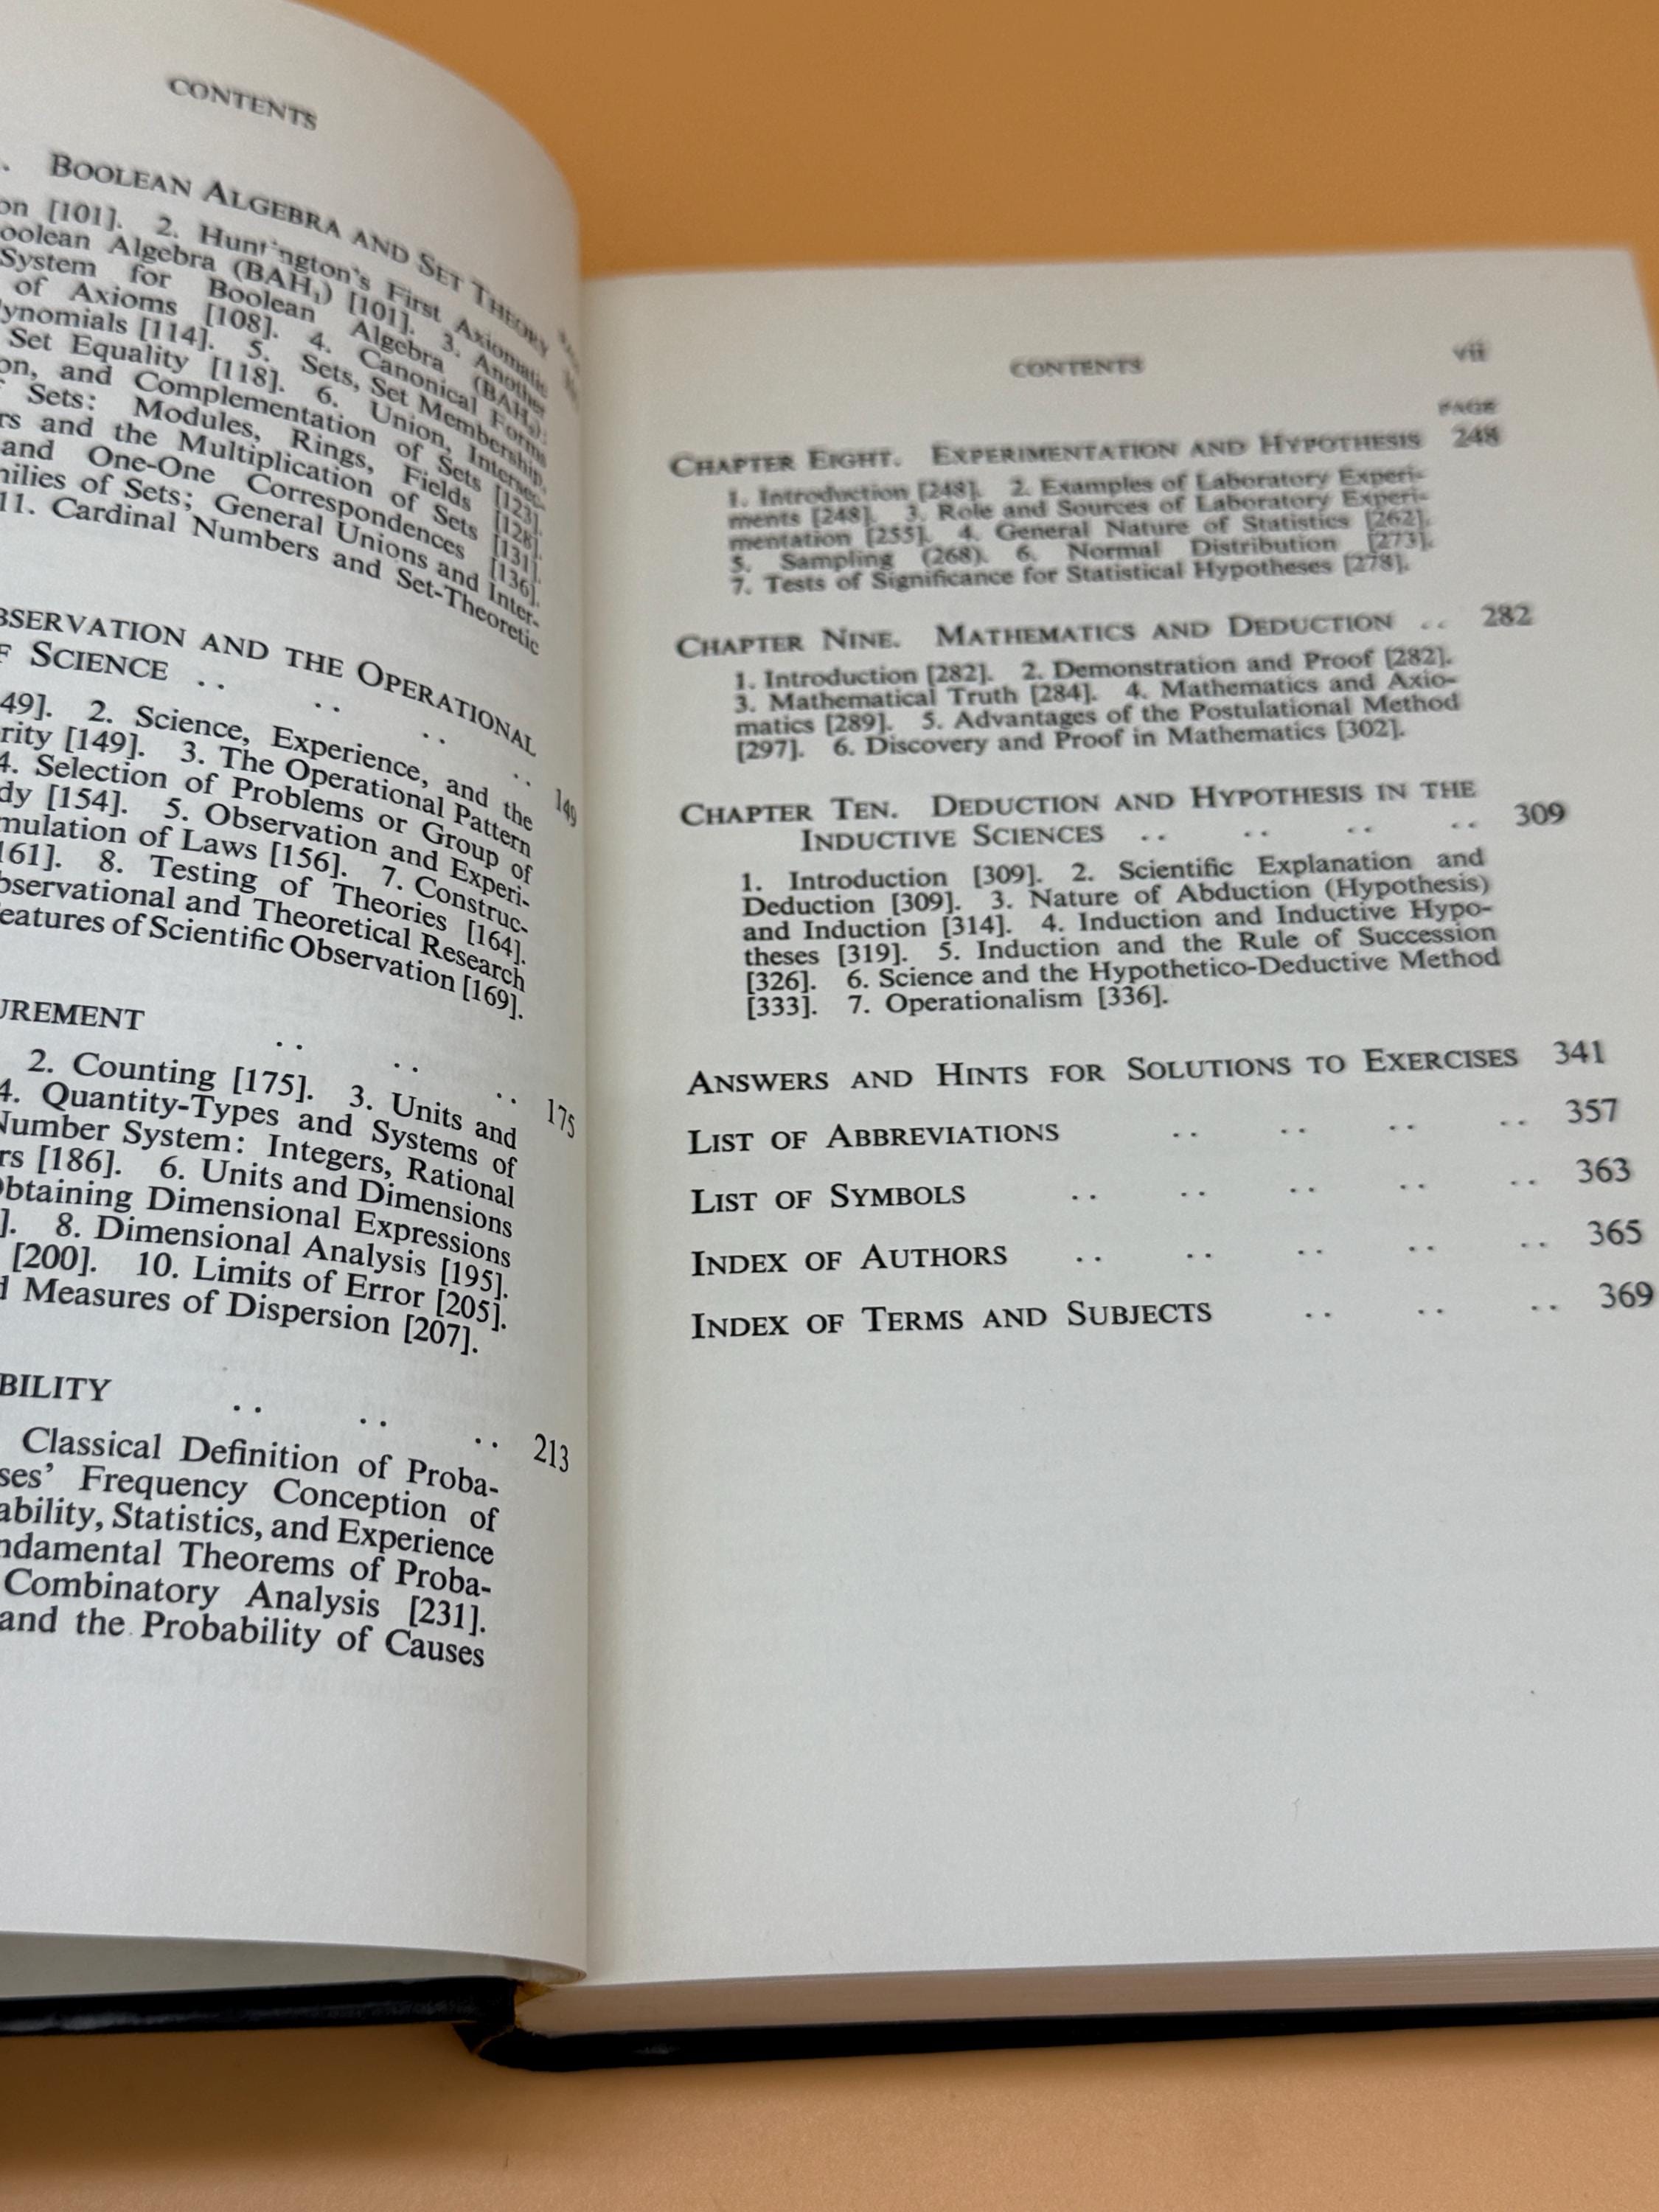 CONTENTS
BOOLEAN ALGEBRA AND SET THEORY
on [101]. 2. Huntington's First Axiomatic
oolean Algebra (BAH₁) [101]. 3. Another
System for Boolean Algebra (BAH₂):
of Axioms [108]. 4. Canonical Forms
lynomials [114]. 5. Sets, Set Membership,
Set Equality [118]. 6. Union, Intersec-
on, and Complementation of Sets [123].
Sets: Modules, Rings, Fields [128].
rs and the Multiplication of Sets [131].
and One-One Correspondences [136].
milies of Sets; General Unions and Inter-
11. Cardinal Numbers and Set-Theoretic
BSERVATION AND THE OPERATIONAL
F SCIENCE .. .. .. .. 149
49]. 2. Science, Experience, and the
rity [149]. 3. The Operational Pattern
4. Selection of Problems or Group of
dy [154]. 5. Observation and Experi-
mulation of Laws [156]. 7. Construc-
161]. 8. Testing of Theories [164].
bservational and Theoretical Research
eatures of Scientific Observation [169].
UREMENT .. .. .. 175
2. Counting [175]. 3. Units and
4. Quantity-Types and Systems of
Number System: Integers, Rational
rs [186]. 6. Units and Dimensions
Obtaining Dimensional Expressions
]. 8. Dimensional Analysis [195].
[200]. 10. Limits of Error [205].
d Measures of Dispersion [207].
BILITY .. .. .. 213
Classical Definition of Proba-
ses' Frequency Conception of
ability, Statistics, and Experience
ndamental Theorems of Proba-
Combinatory Analysis [231].
and the Probability of Causes
CONTENTS vii
PAGE
CHAPTER EIGHT. EXPERIMENTATION AND HYPOTHESIS 248
1. Introduction [248]. 2. Examples of Laboratory Experi-
ments [248]. 3. Role and Sources of Laboratory Experi-
mentation [255]. 4. General Nature of Statistics [262].
5. Sampling (268). 6. Normal Distribution [273].
7. Tests of Significance for Statistical Hypotheses [278].
CHAPTER NINE. MATHEMATICS AND DEDUCTION .. 282
1. Introduction [282]. 2. Demonstration and Proof [282].
3. Mathematical Truth [284]. 4. Mathematics and Axio-
matics [289]. 5. Advantages of the Postulational Method
[297]. 6. Discovery and Proof in Mathematics [302].
CHAPTER TEN. DEDUCTION AND HYPOTHESIS IN THE
INDUCTIVE SCIENCES .. .. .. .. 309
1. Introduction [309]. 2. Scientific Explanation and
Deduction [309]. 3. Nature of Abduction (Hypothesis)
and Induction [314]. 4. Induction and Inductive Hypo-
theses [319]. 5. Induction and the Rule of Succession
[326]. 6. Science and the Hypothetico-Deductive Method
[333]. 7. Operationalism [336].
ANSWERS AND HINTS FOR SOLUTIONS TO EXERCISES 341
LIST OF ABBREVIATIONS .. .. .. .. 357
LIST OF SYMBOLS .. .. .. .. .. 363
INDEX OF AUTHORS .. .. .. .. .. 365
INDEX OF TERMS AND SUBJECTS .. .. .. 369